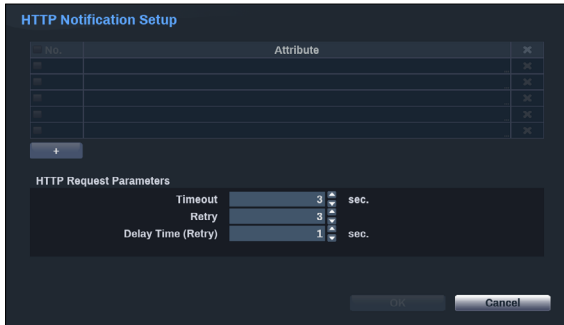 HTTP Notification Setup
No. Attribute
+
HTTP Request Parameters
Timeout 3 sec.
Retry 3
Delay Time (Retry) 1 sec.
OK Cancel